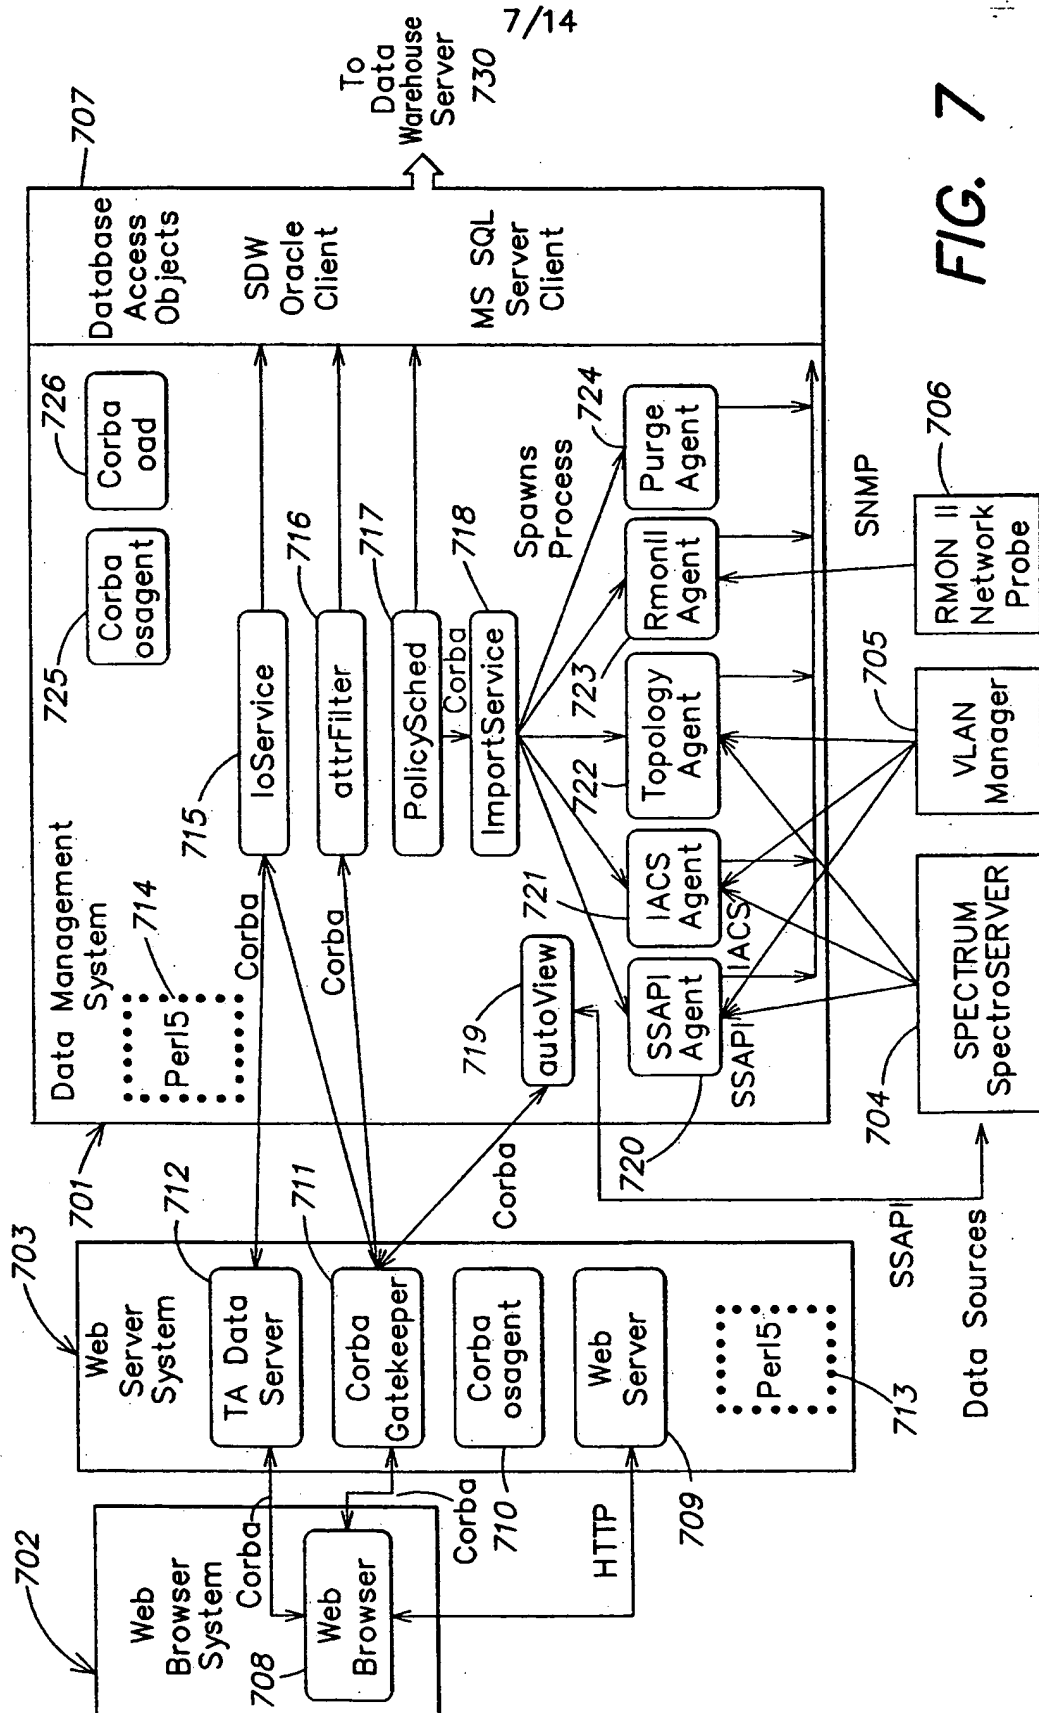 7/14
To
Data
Warehouse
Server
730
707
Database
Access
Objects
SDW
Oracle
Client
MS SQL
Server
Client
Data Management
System
701
Perl5
714
725
Corba
osagent
726
Corba
oad
715
IoService
716
attrFilter
717
PolicySched
Corba
718
ImportService
Spawns
Process
Corba
Corba
719
autoView
Corba
720
SSAPI
Agent
SSAPI
721
IACS
Agent
IACS
722
Topology
Agent
723
RmonII
Agent
724
Purge
Agent
SNMP
703
Web
Server
System
712
TA Data
Server
711
Corba
Gatekeeper
710
Corba
osagent
709
Web
Server
Perl5
713
702
Web
Browser
System
708
Web
Browser
Corba
Corba
HTTP
SSAPI
Data Sources
704
SPECTRUM
SpectroSERVER
705
VLAN
Manager
706
RMON II
Network
Probe
FIG. 7